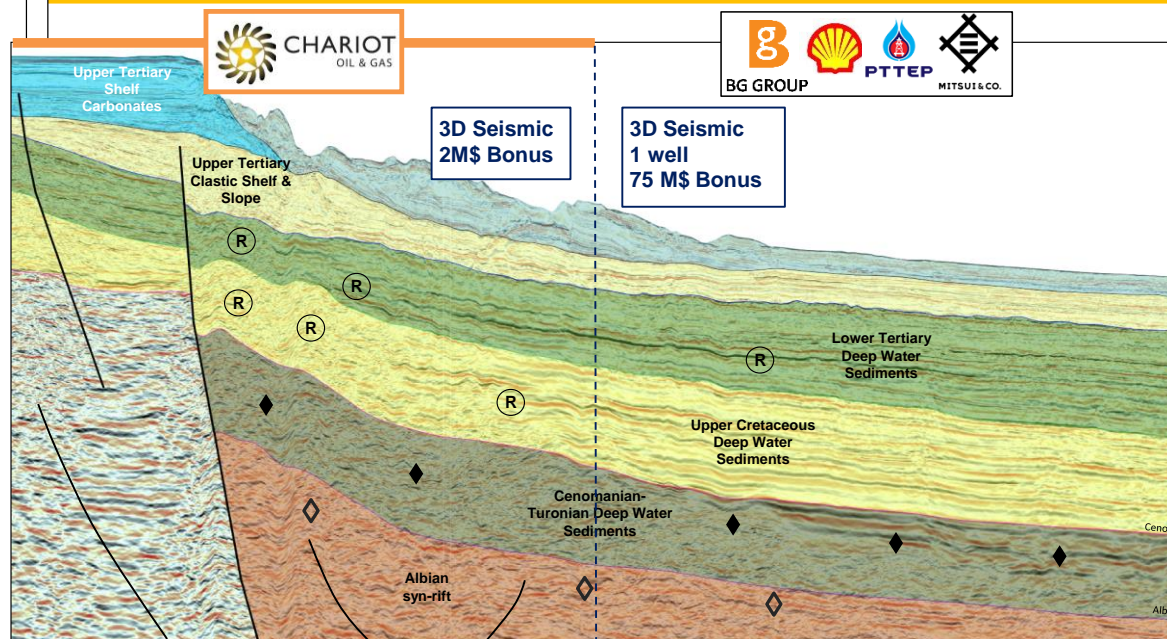 CHARIOT
OIL & GAS
BG GROUP
PTTEP
MITSUI & CO.
Upper Tertiary
Shelf
Carbonates
3D Seismic
2M$ Bonus
3D Seismic
1 well
75 M$ Bonus
Upper Tertiary
Clastic Shelf &
Slope
R
R
R
R
R
R
Lower Tertiary
Deep Water
Sediments
Upper Cretaceous
Deep Water
Sediments
Cenomanian-
Turonian Deep Water
Sediments
Albian
syn-rift
Ceno
Alb